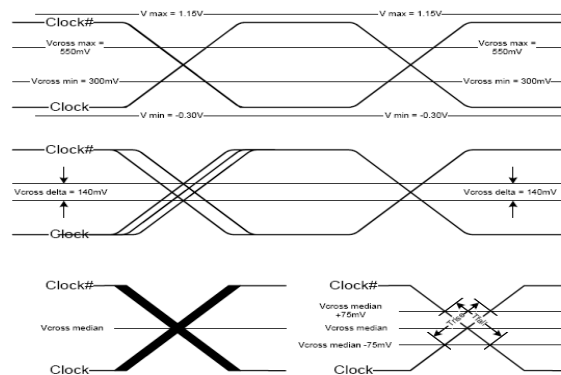 V max = 1.15V
V max = 1.15V
Clock#
Vcross max = 550mV
Vcross max = 550mV
Vcross min = 300mV
Vcross min = 300mV
Clock
V min = -0.30V
V min = -0.30V
Clock#
Vcross delta = 140mV
Vcross delta = 140mV
Clock
Clock#
Vcross median
Clock
Clock#
Vcross median +75mV
Vcross median
Vcross median -75mV
Trise
Tfall
Clock